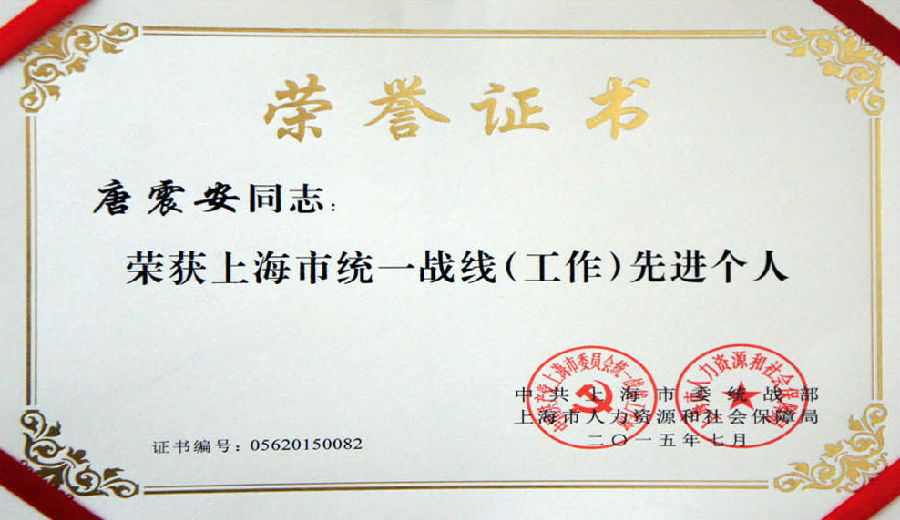 荣誉证书
唐震安同志：
荣获上海市统一战线（工作）先进个人
中共上海市委统战部
上海市人力资源和社会保障局
二〇一五年七月
证书编号：05620150082